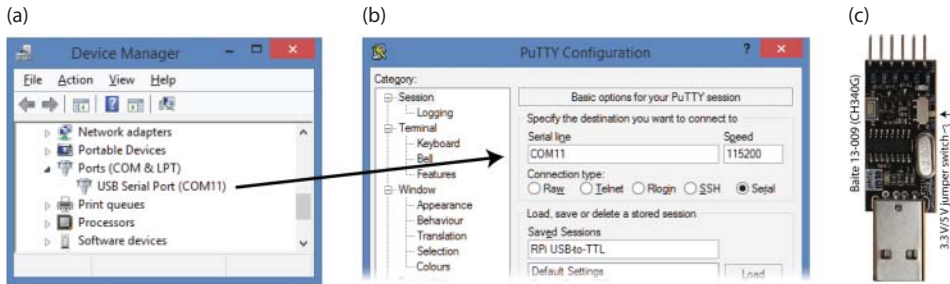 (a)
Device Manager
File Action View Help
Network adapters
Portable Devices
Ports (COM & LPT)
USB Serial Port (COM11)
Print queues
Processors
Software devices
(b)
PuTTY Configuration
Category:
Session
Logging
Terminal
Keyboard
Bell
Features
Window
Appearance
Behaviour
Translation
Selection
Colours
Basic options for your PuTTY session
Specify the destination you want to connect to
Serial line Speed
COM11 115200
Connection type:
Raw Telnet Rlogin SSH Serial
Load, save or delete a stored session
Saved Sessions
RPi USB-to-TTL
Default Settings Load
(c)
Baite 13-009 (CH340G)
3.3 V/5V jumper switch